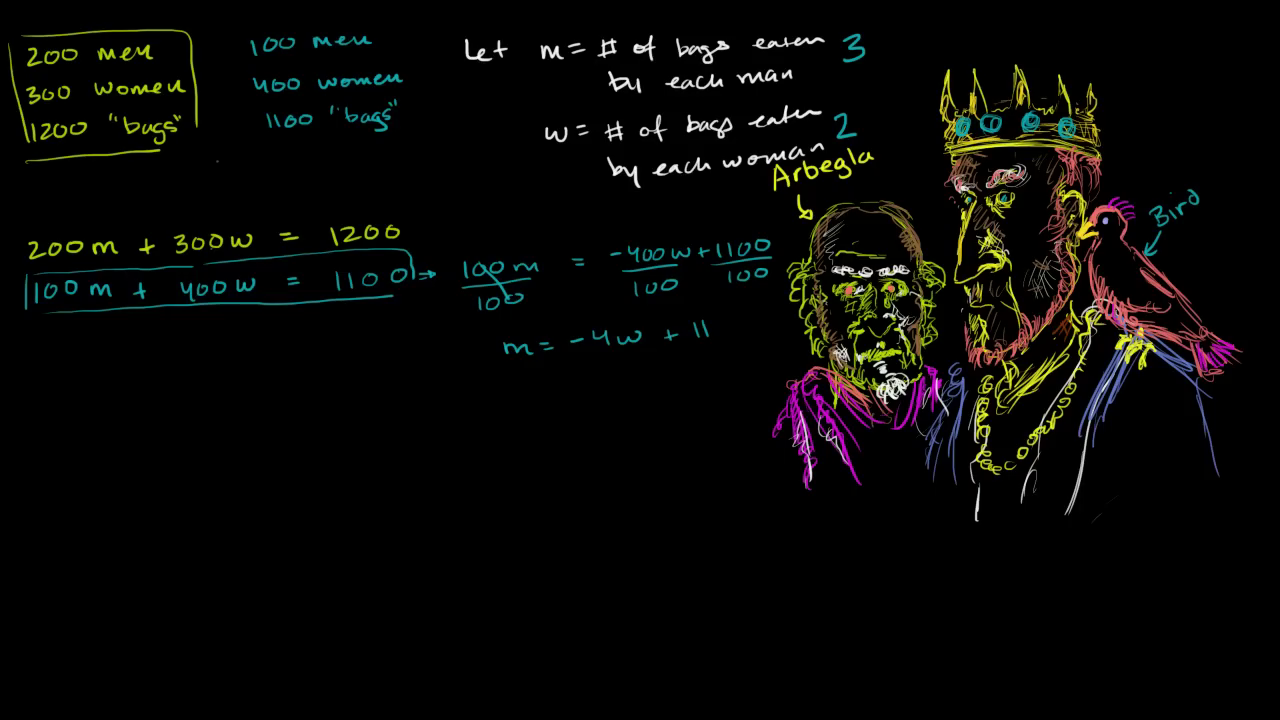 200 men
300 women
1200 "bags"
100 men
400 women
1100 "bags"
Let m = # of bags eaten 3
by each man
w = # of bags eaten 2
by each woman
Arbegla
Bird
200m + 300w = 1200
100m + 400w = 1100 → 100m/100 = -400w/100 + 1100/100
m = -4w + 11